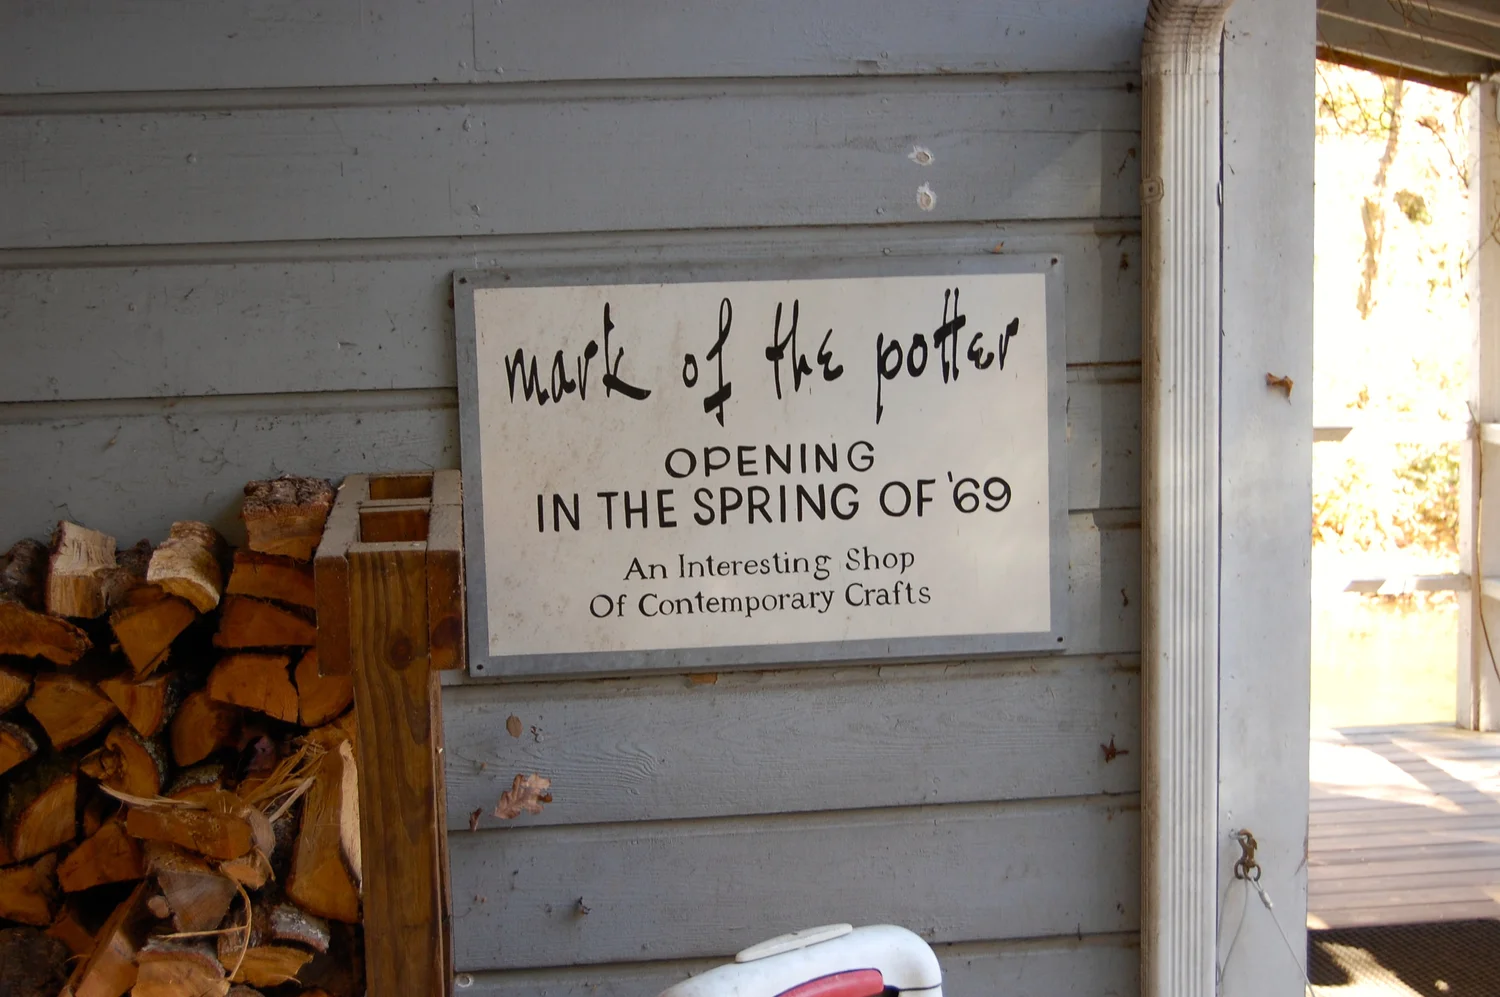 mark of the potter
OPENING
IN THE SPRING OF '69
An Interesting Shop
Of Contemporary Crafts